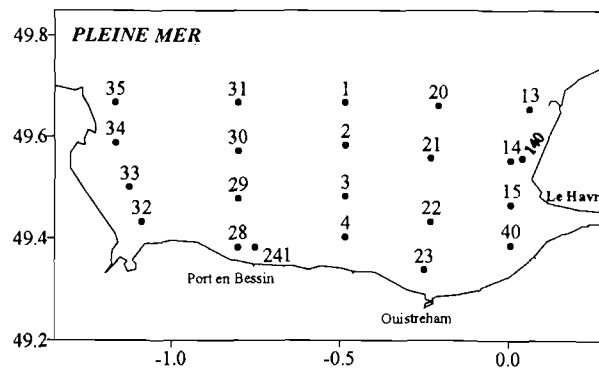 49.8
PLEINE MER
35 31 1 20 13
49.6
34 30 2 21 14 140
33 29 3 22 15 Le Havr
32 28 241 4 23 40
49.4
Port en Bessin
Ouistreham
49.2
-1.0 -0.5 0.0